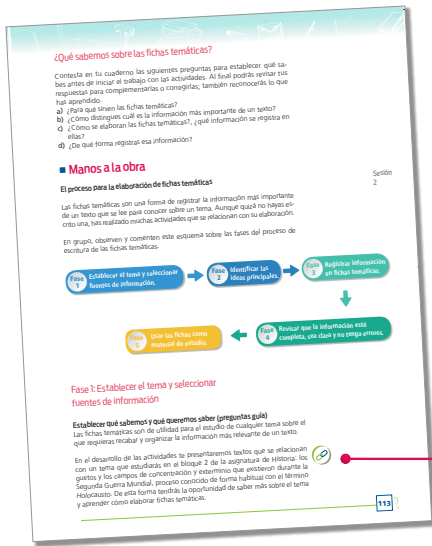 ¿Qué sabemos sobre las fichas temáticas?
Contesta en tu cuaderno las siguientes preguntas para establecer qué sa-
bes antes de iniciar el trabajo con las actividades. Al final podrás revisar tus
respuestas para complementarlas o corregirlas; también reconocerás lo que
has aprendido.
a) ¿Para qué sirven las fichas temáticas?
b) ¿Cómo distingues cuál es la información más importante de un texto?
c) ¿Cómo se elaboran las fichas temáticas?, ¿qué información se registra en
ellas?
d) ¿De qué forma registras esa información?
Manos a la obra
Sesión
2
El proceso para la elaboración de fichas temáticas
Las fichas temáticas son una forma de registrar la información más importante
de un texto que se lee para conocer sobre un tema. Aunque quizá no hayas es-
crito una, has realizado muchas actividades que se relacionan con su elaboración.
En grupo, observen y comenten este esquema sobre las fases del proceso de
escritura de las fichas temáticas.
Fase
1
Establecer el tema y seleccionar
fuentes de información.
Fase
2
Identificar las
ideas principales.
Fase
3
Registrar información
en fichas temáticas.
Fase
5
Usar las fichas como
material de estudio.
Fase
4
Revisar que la información esté
completa, sea clara y no tenga errores.
Fase 1: Establecer el tema y seleccionar
fuentes de información
Establecer qué sabemos y qué queremos saber (preguntas guía)
Las fichas temáticas son de utilidad para el estudio de cualquier tema sobre el
que requieras recabar y organizar la información más relevante de un texto.
En el desarrollo de las actividades te presentaremos textos que se relacionan
con un tema que estudiarás en el bloque 2 de la asignatura de Historia: los
guetos y los campos de concentración y exterminio que existieron durante la
Segunda Guerra Mundial, proceso conocido de forma habitual con el término
Holocausto. De esta forma tendrás la oportunidad de saber más sobre el tema
y aprender cómo elaborar fichas temáticas.
113